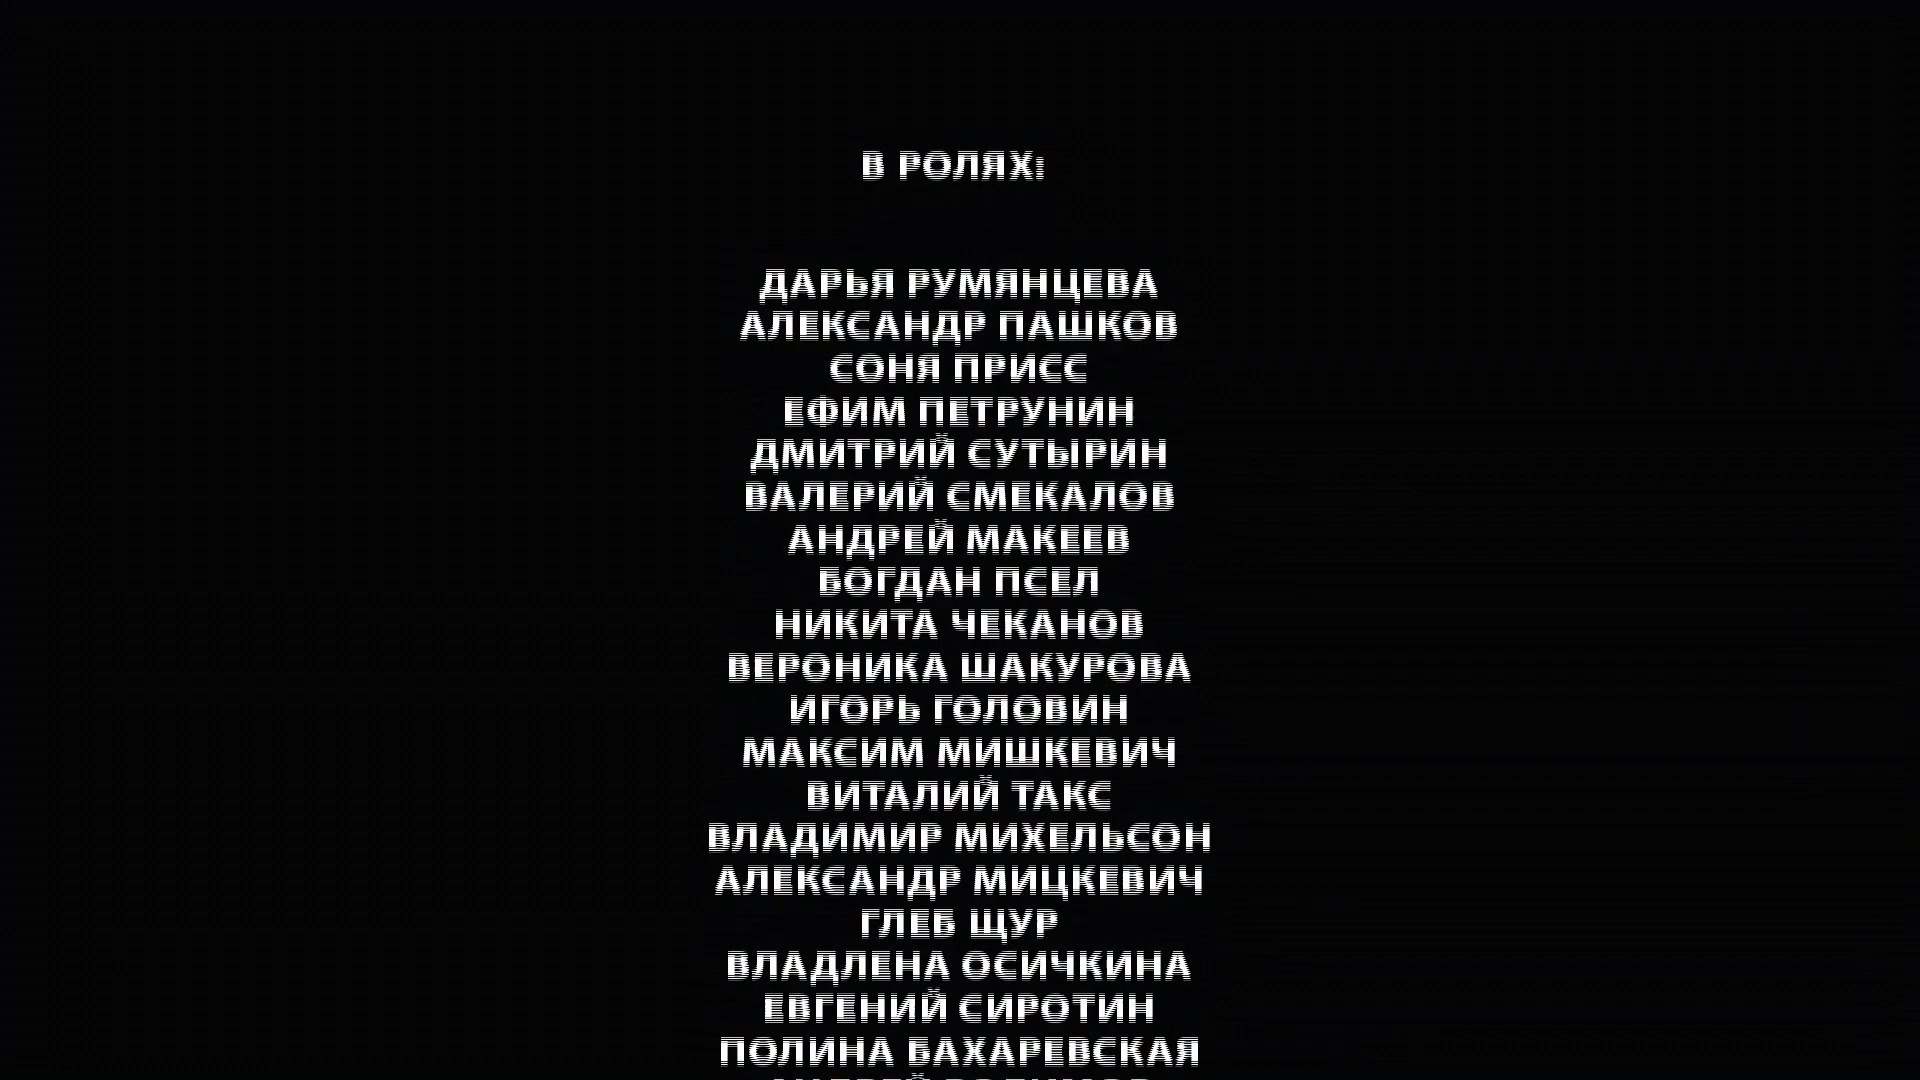 В РОЛЯХ:
ДАРЬЯ РУМЯНЦЕВА
АЛЕКСАНДР ПАШКОВ
СОНЯ ПРИСС
ЕФИМ ПЕТРУНИН
ДМИТРИЙ СУТЫРИН
ВАЛЕРИЙ СМЕКАЛОВ
АНДРЕЙ МАКЕЕВ
БОГДАН ПСЕЛ
НИКИТА ЧЕКАНОВ
ВЕРОНИКА ШАКУРОВА
ИГОРЬ ГОЛОВИН
МАКСИМ МИШКЕВИЧ
ВИТАЛИЙ ТАКС
ВЛАДИМИР МИХЕЛЬСОН
АЛЕКСАНДР МИЦКЕВИЧ
ГЛЕБ ЩУР
ВЛАДЛЕНА ОСИЧКИНА
ЕВГЕНИЙ СИРОТИН
ПОЛИНА БАХАРЕВСКАЯ